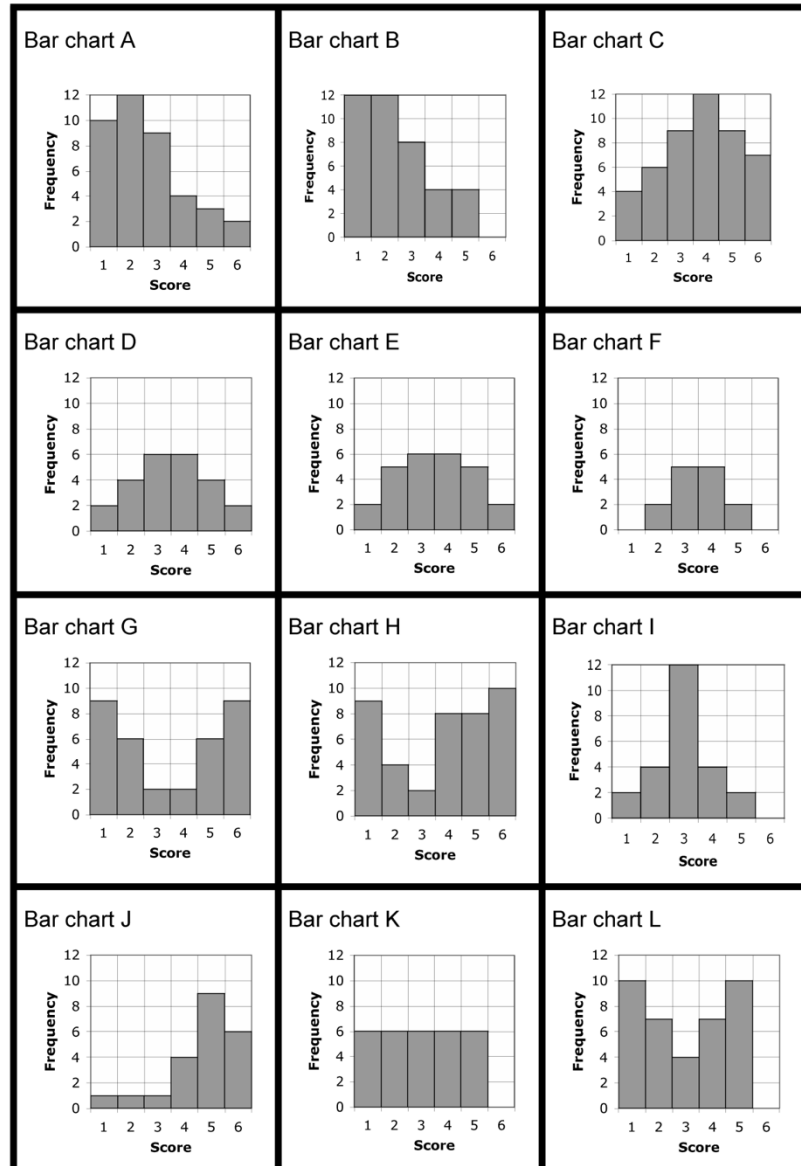 Bar chart A
12
10
8
6
4
2
0
Frequency
1 2 3 4 5 6
Score
Bar chart B
12
10
8
6
4
2
0
Frequency
1 2 3 4 5 6
Score
Bar chart C
12
10
8
6
4
2
0
Frequency
1 2 3 4 5 6
Score
Bar chart D
12
10
8
6
4
2
0
Frequency
1 2 3 4 5 6
Score
Bar chart E
12
10
8
6
4
2
0
Frequency
1 2 3 4 5 6
Score
Bar chart F
12
10
8
6
4
2
0
Frequency
1 2 3 4 5 6
Score
Bar chart G
12
10
8
6
4
2
0
Frequency
1 2 3 4 5 6
Score
Bar chart H
12
10
8
6
4
2
0
Frequency
1 2 3 4 5 6
Score
Bar chart I
12
10
8
6
4
2
0
Frequency
1 2 3 4 5 6
Score
Bar chart J
12
10
8
6
4
2
0
Frequency
1 2 3 4 5 6
Score
Bar chart K
12
10
8
6
4
2
0
Frequency
1 2 3 4 5 6
Score
Bar chart L
12
10
8
6
4
2
0
Frequency
1 2 3 4 5 6
Score